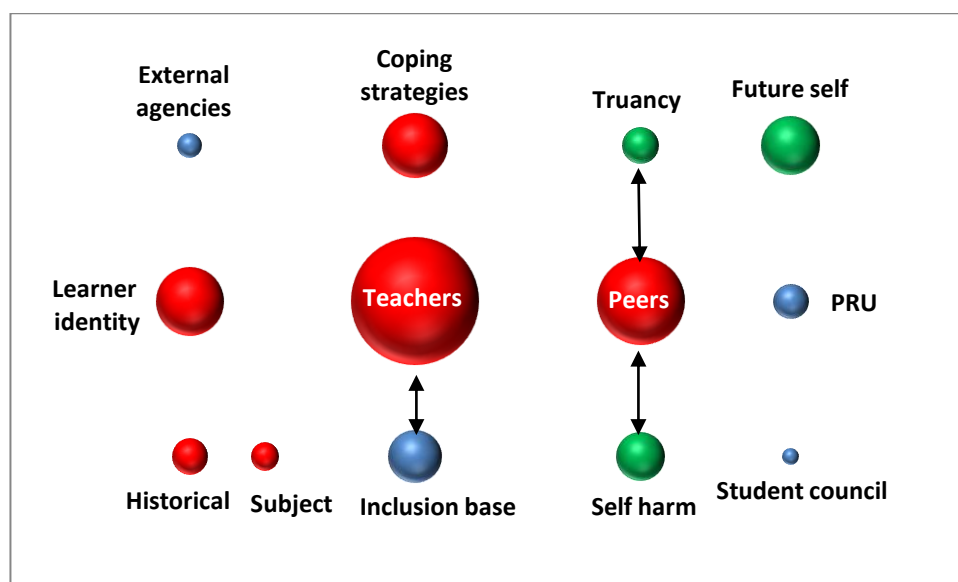 External
agencies
Coping
strategies
Truancy
Future self
Learner
identity
Teachers
Peers
PRU
Historical
Subject
Inclusion base
Self harm
Student council